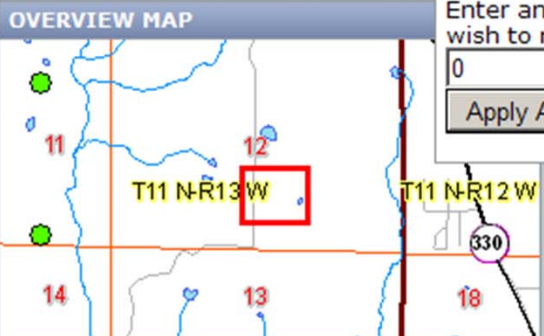 OVERVIEW MAP
Enter an
wish to
0
Apply A
11
12
T11 N-R13 W
T11 N-R12 W
330
14
13
18